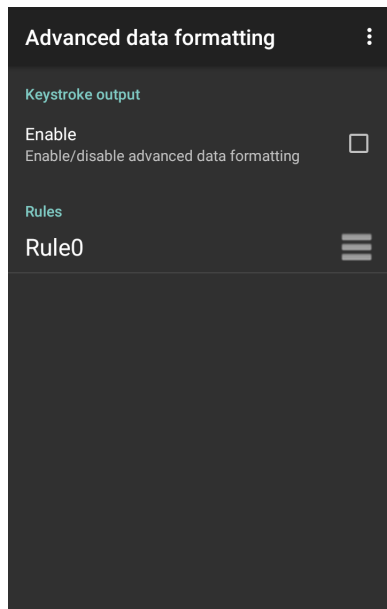 Advanced data formatting
Keystroke output
Enable
Enable/disable advanced data formatting
Rules
Rule0